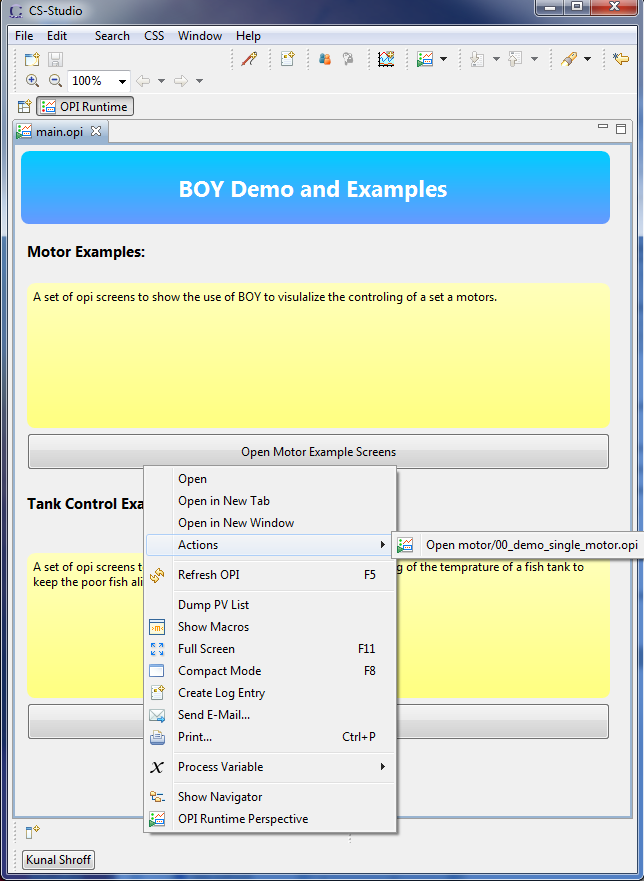 CS-Studio
File Edit Search CSS Window Help
100%
OPI Runtime
main.opi
BOY Demo and Examples
Motor Examples:
A set of opi screens to show the use of BOY to visulalize the controling of a set a motors.
Open Motor Example Screens
Open
Tank Control Exa
Open in New Tab
Open in New Window
Actions
Open motor/00_demo_single_motor.opi
A set of opi screens t
g of the temprature of a fish tank to
keep the poor fish ali
Refresh OPI F5
Dump PV List
Show Macros
Full Screen F11
Compact Mode F8
Create Log Entry
Send E-Mail...
Print... Ctrl+P
Process Variable
Show Navigator
OPI Runtime Perspective
Kunal Shroff